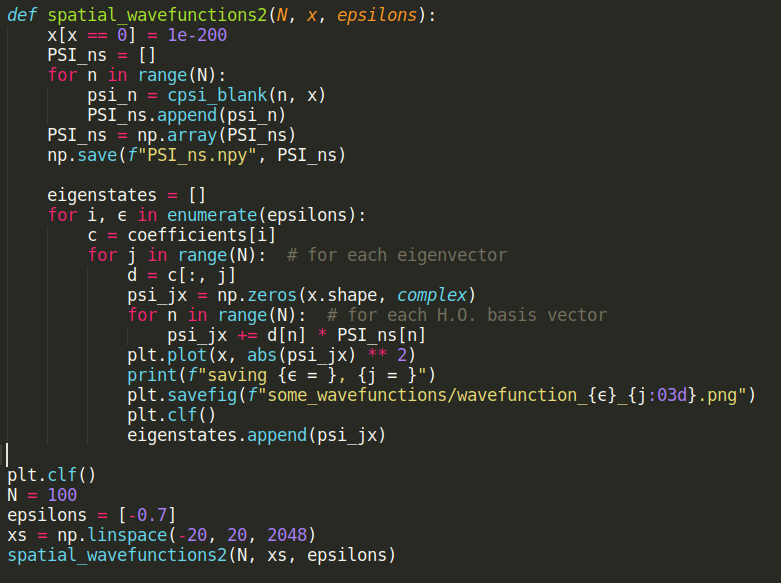 def spatial_wavefunctions2(N, x, epsilons):
    x[x == 0] = 1e-200
    PSI_ns = []
    for n in range(N):
        psi_n = cpsi_blank(n, x)
        PSI_ns.append(psi_n)
    PSI_ns = np.array(PSI_ns)
    np.save(f"PSI_ns.npy", PSI_ns)

    eigenstates = []
    for i, ϵ in enumerate(epsilons):
        c = coefficients[i]
        for j in range(N):  # for each eigenvector
            d = c[:, j]
            psi_jx = np.zeros(x.shape, complex)
            for n in range(N):  # for each H.O. basis vector
                psi_jx += d[n] * PSI_ns[n]
            plt.plot(x, abs(psi_jx) ** 2)
            print(f"saving {ϵ = }, {j = }")
            plt.savefig(f"some_wavefunctions/wavefunction_{ϵ}_{j:03d}.png")
            plt.clf()
            eigenstates.append(psi_jx)

plt.clf()
N = 100
epsilons = [-0.7]
xs = np.linspace(-20, 20, 2048)
spatial_wavefunctions2(N, xs, epsilons)